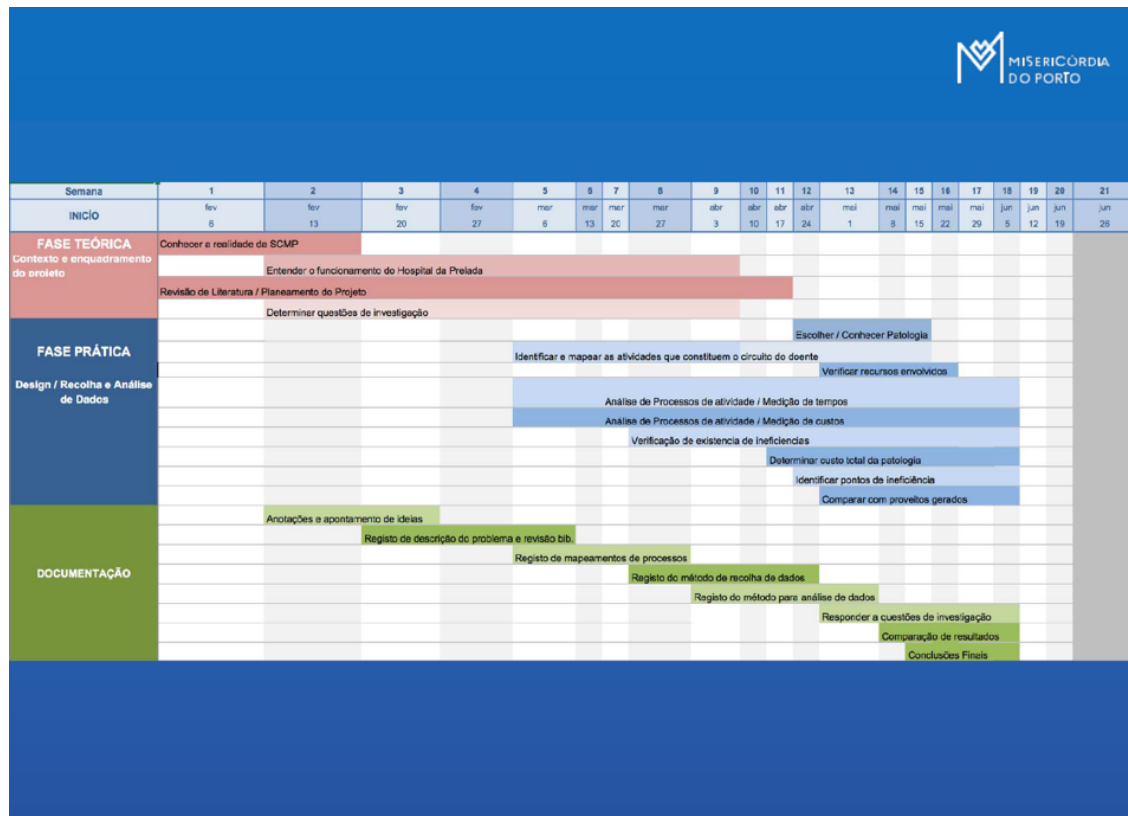 MISERICÓRDIA
DO PORTO
Semana 1 2 3 4 5 6 7 8 9 10 11 12 13 14 15 16 17 18 19 20 21
INICÍO fev fev fev fev mar mar mar mar abr abr abr abr mai mai mai mai mai jun jun jun jun
6 13 20 27 6 13 20 27 3 10 17 24 1 8 15 22 29 5 12 19 26
FASE TEÓRICA
Contexto e enquadramento
do projeto
Conhecer a realidade da SCMP
Entender o funcionamento do Hospital da Prelada
Revisão de Literatura / Planeamento do Projeto
Determinar questões de investigação
FASE PRÁTICA
Design / Recolha e Análise
de Dados
Escolher / Conhecer Patologia
Identificar e mapear as atividades que constituem o circuito do doente
Verificar recursos envolvidos
Análise de Processos de atividade / Medição de tempos
Análise de Processos de atividade / Medição de custos
Verificação de existencia de ineficiencias
Determinar custo total da patologia
Identificar pontos de ineficiência
Comparar com proveitos gerados
DOCUMENTAÇÃO
Anotações e apontamento de ideias
Registo de descrição do problema e revisão bib.
Registo de mapeamentos de processos
Registo do método de recolha de dados
Registo do método para análise de dados
Responder a questões de investigação
Comparação de resultados
Conclusões Finais